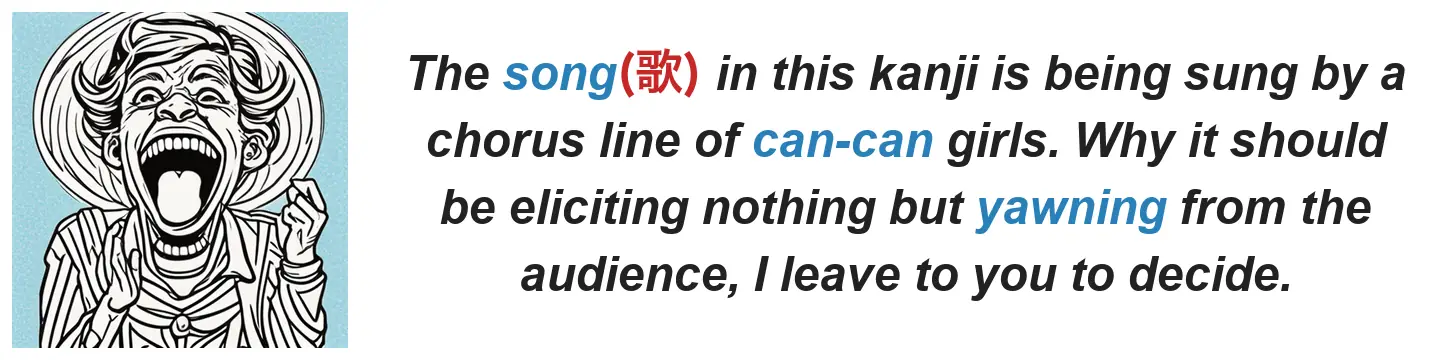 The song(歌) in this kanji is being sung by a
chorus line of can-can girls. Why it should
be eliciting nothing but yawning from the
audience, I leave to you to decide.